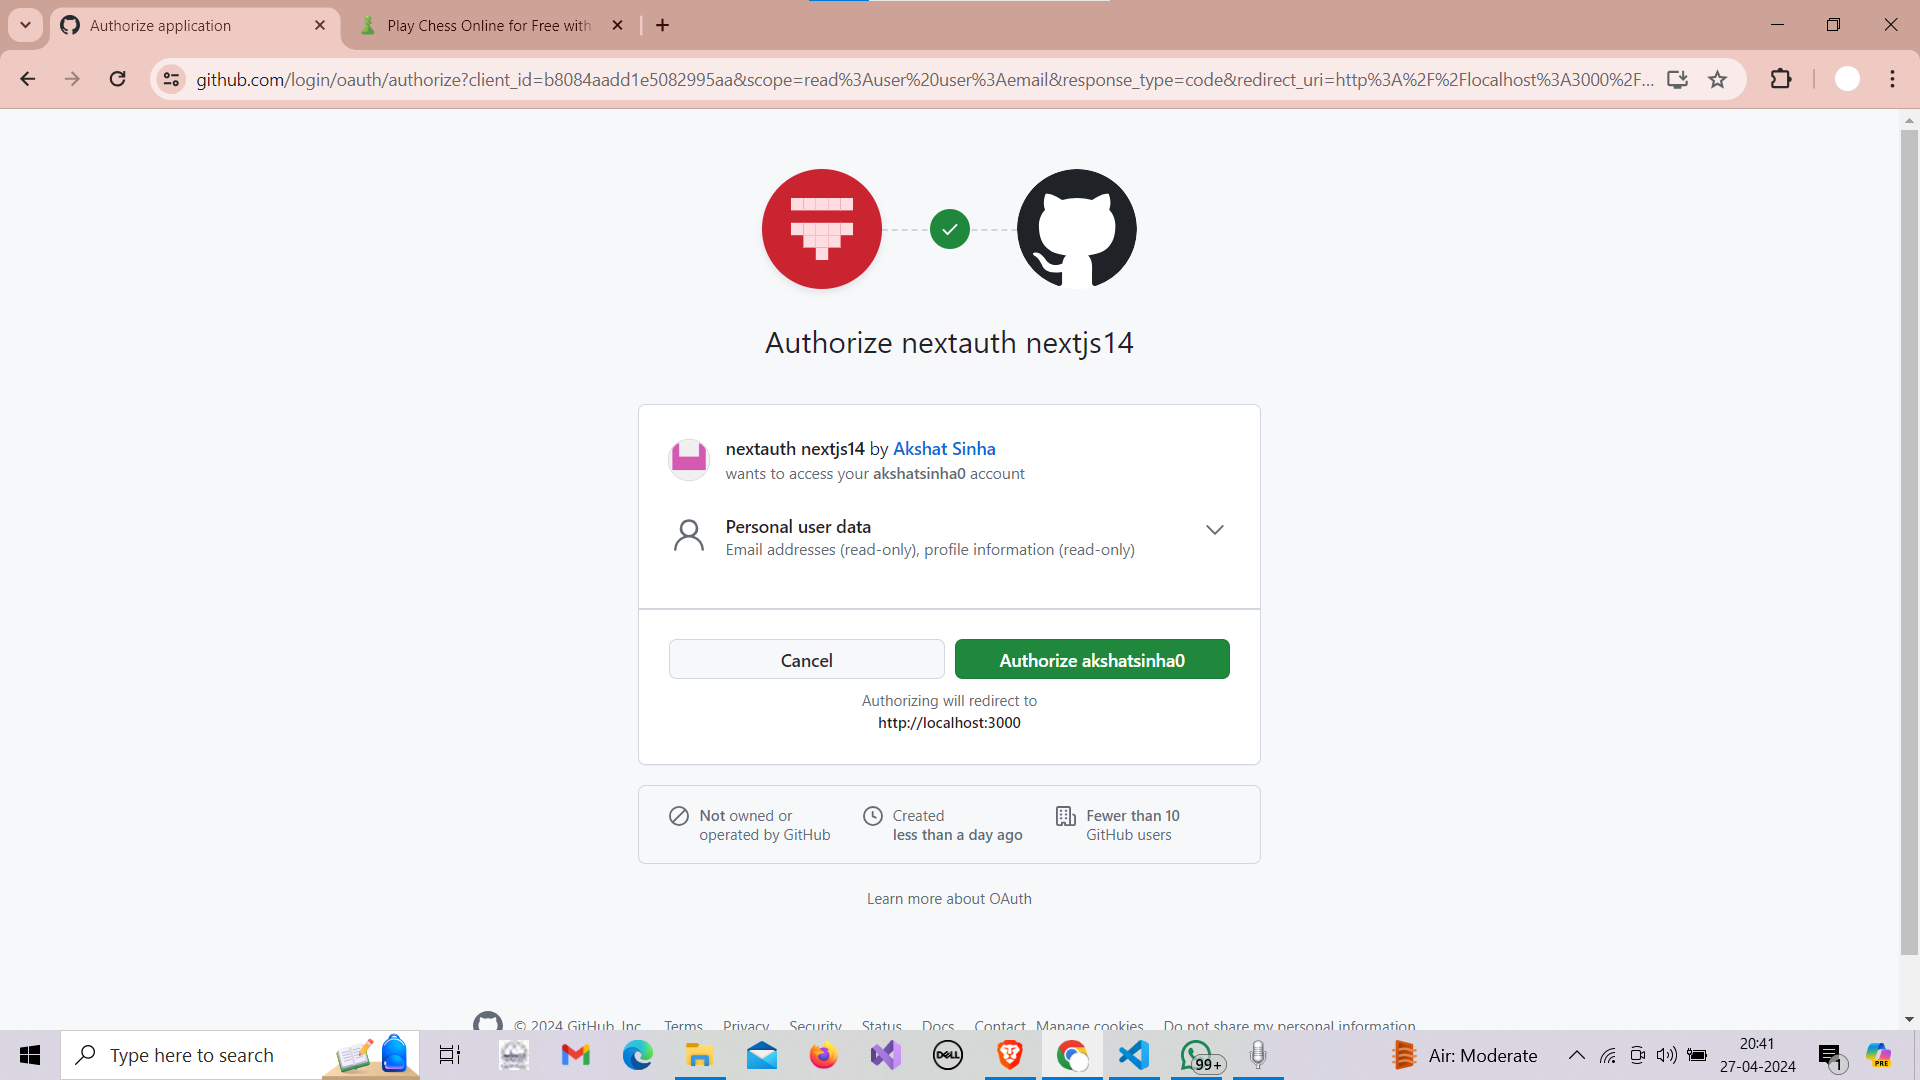 Authorize application
Play Chess Online for Free with
github.com/login/oauth/authorize?client_id=b8084aadd1e5082995aa&scope=read%3Auser%20user%3Aemail&response_type=code&redirect_uri=http%3A%2F%2Flocalhost%3A3000%2F...
Authorize nextauth nextjs14
nextauth nextjs14 by Akshat Sinha
wants to access your akshatsinha0 account
Personal user data
Email addresses (read-only), profile information (read-only)
Cancel
Authorize akshatsinha0
Authorizing will redirect to
http://localhost:3000
Not owned or
operated by GitHub
Created
less than a day ago
Fewer than 10
GitHub users
Learn more about OAuth
© 2024 GitHub, Inc. Terms Privacy Security Status Docs Contact Manage cookies Do not share my personal information
Type here to search
DELL
99+
Air: Moderate
20:41
27-04-2024
1
PRE